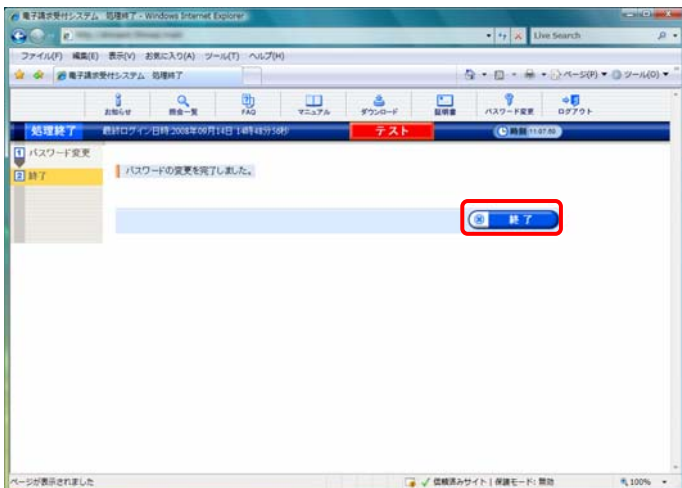 電子請求受付システム 処理終了 - Windows Internet Explorer
Live Search
ファイル(F) 編集(E) 表示(V) お気に入り(A) ツール(T) ヘルプ(H)
電子請求受付システム 処理終了
ページ(P) ツール(O)
お知らせ 照会一覧 FAQ マニュアル ダウンロード 証明書 パスワード変更 ログアウト
処理終了 最終ログイン日時:2008年09月14日 14時48分56秒 テスト 時間
1 パスワード変更
2 終了
パスワードの変更を完了しました。
終了
ページが表示されました
信頼済みサイト | 保護モード: 無効 100%